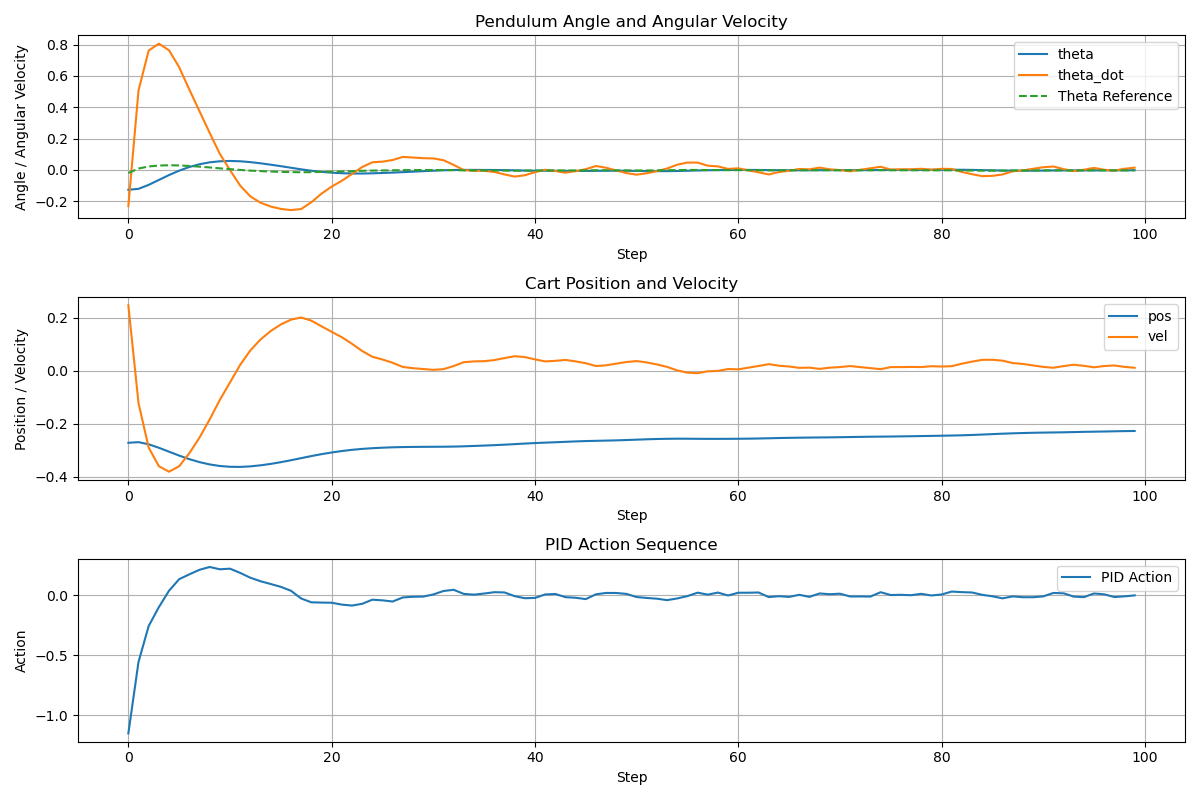 Pendulum Angle and Angular Velocity
Angle / Angular Velocity
0.8
0.6
0.4
0.2
0.0
−0.2
theta
theta_dot
Theta Reference
0 20 40 60 80 100
Step
Cart Position and Velocity
Position / Velocity
0.2
0.0
−0.2
−0.4
pos
vel
0 20 40 60 80 100
Step
PID Action Sequence
Action
0.0
−0.5
−1.0
PID Action
0 20 40 60 80 100
Step